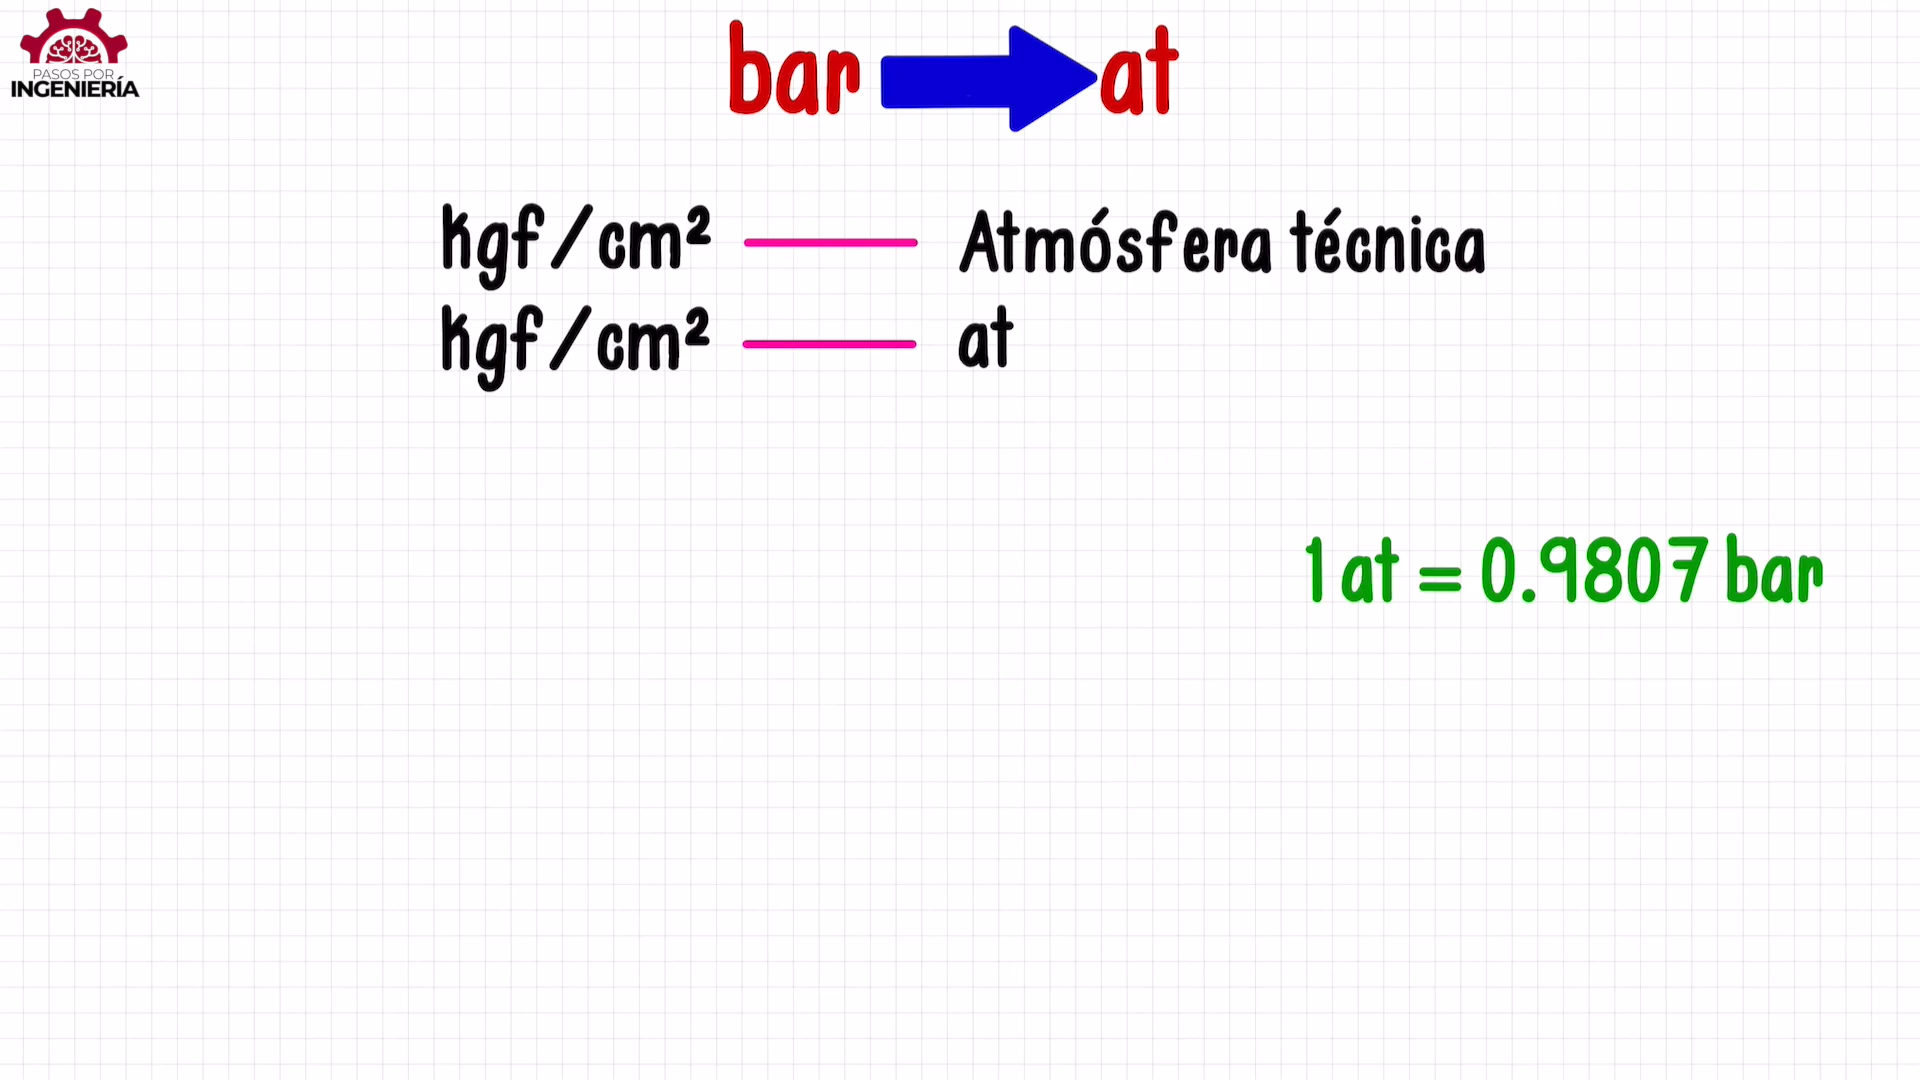 PASOS POR
INGENIERÍA
bar at
kgf/cm² Atmósfera técnica
kgf/cm² at
1 at = 0.9807 bar